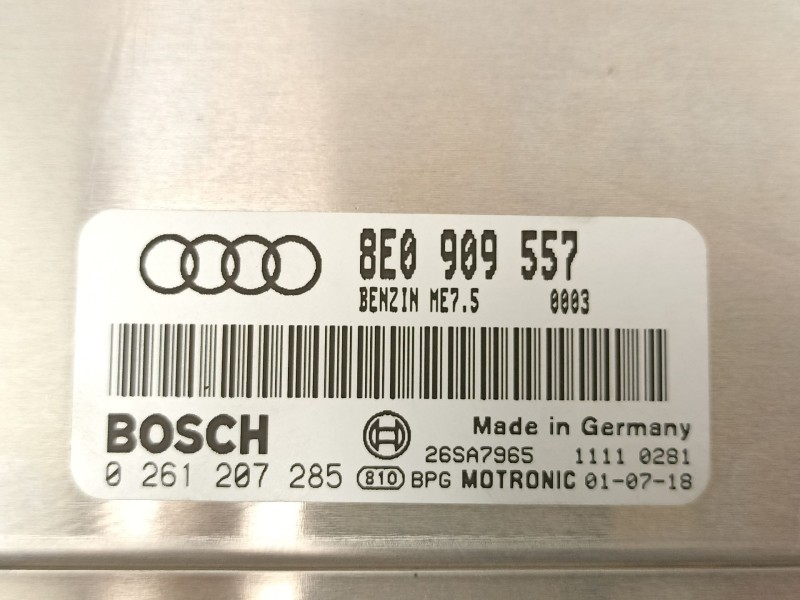 8E0 909 557
BENZIN ME7.5 0003
BOSCH Made in Germany
26SA7965 1111 0281
0 261 207 285 810 BPG MOTRONIC 01-07-18